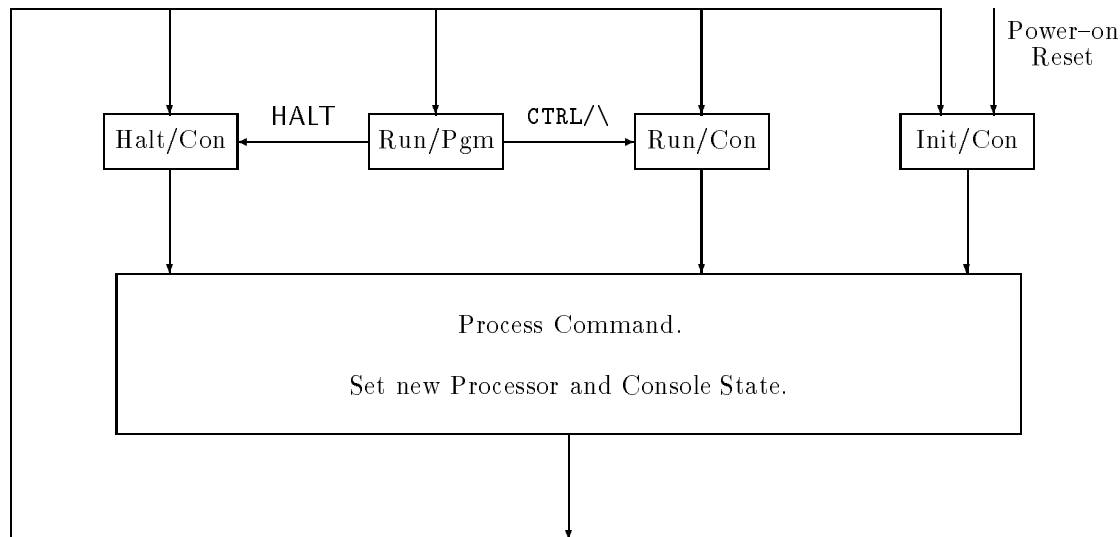 Power–on
Reset
HALT
CTRL/\
Halt/Con
Run/Pgm
Run/Con
Init/Con
Process Command.
Set new Processor and Console State.